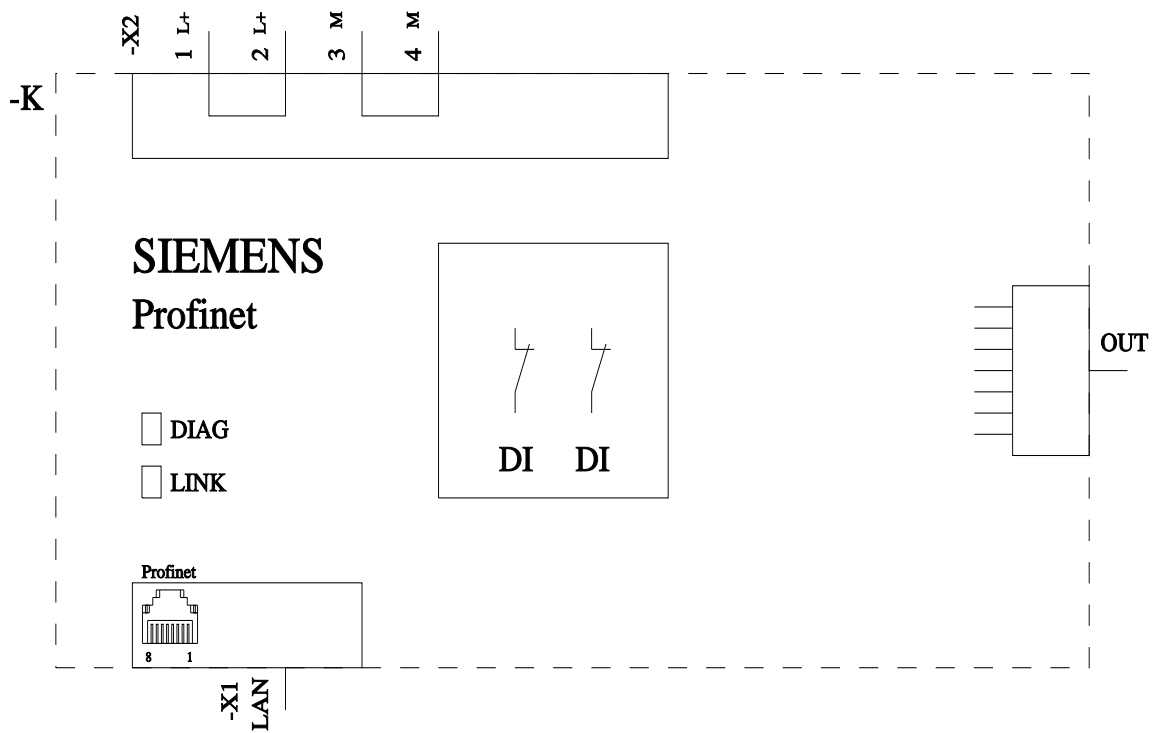 -X2
1 L+
2 L+
3 M
4 M
-K
SIEMENS
Profinet
OUT
DIAG
LINK
DI DI
Profinet
8 1
-X1
LAN